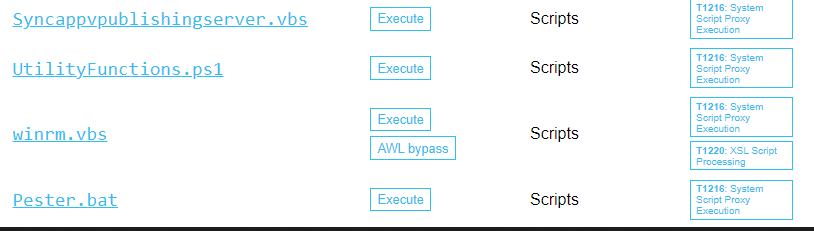 Syncappvpublishingserver.vbs Execute Scripts T1216: System
Script Proxy
Execution
UtilityFunctions.ps1 Execute Scripts T1216: System
Script Proxy
Execution
winrm.vbs Execute
AWL bypass Scripts T1216: System
Script Proxy
Execution
T1220: XSL Script
Processing
Pester.bat Execute Scripts T1216: System
Script Proxy
Execution